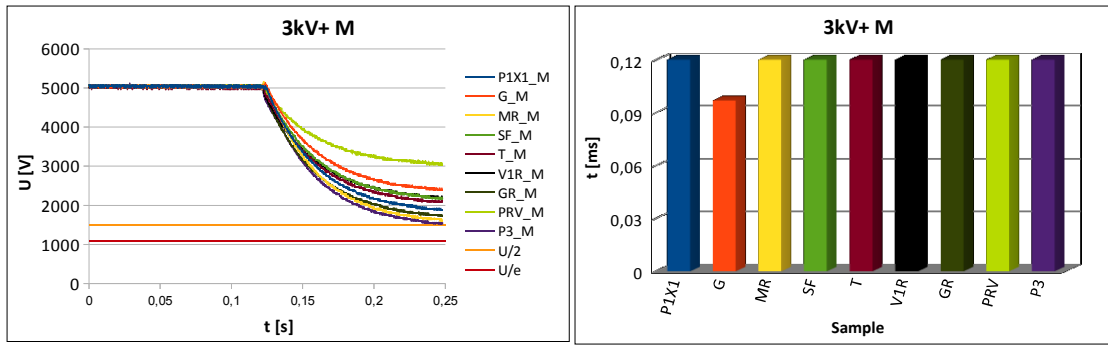 3kV+ M
6000
5000
4000
3000
2000
1000
0
U [V]
0
0,05
0,1
0,15
0,2
0,25
t [s]
P1X1_M
G_M
MR_M
SF_M
T_M
V1R_M
GR_M
PRV_M
P3_M
U/2
U/e
3kV+ M
0,12
0,09
0,06
0,03
0
t [ms]
P1X1
G
MR
SF
T
V1R
GR
PRV
P3
Sample